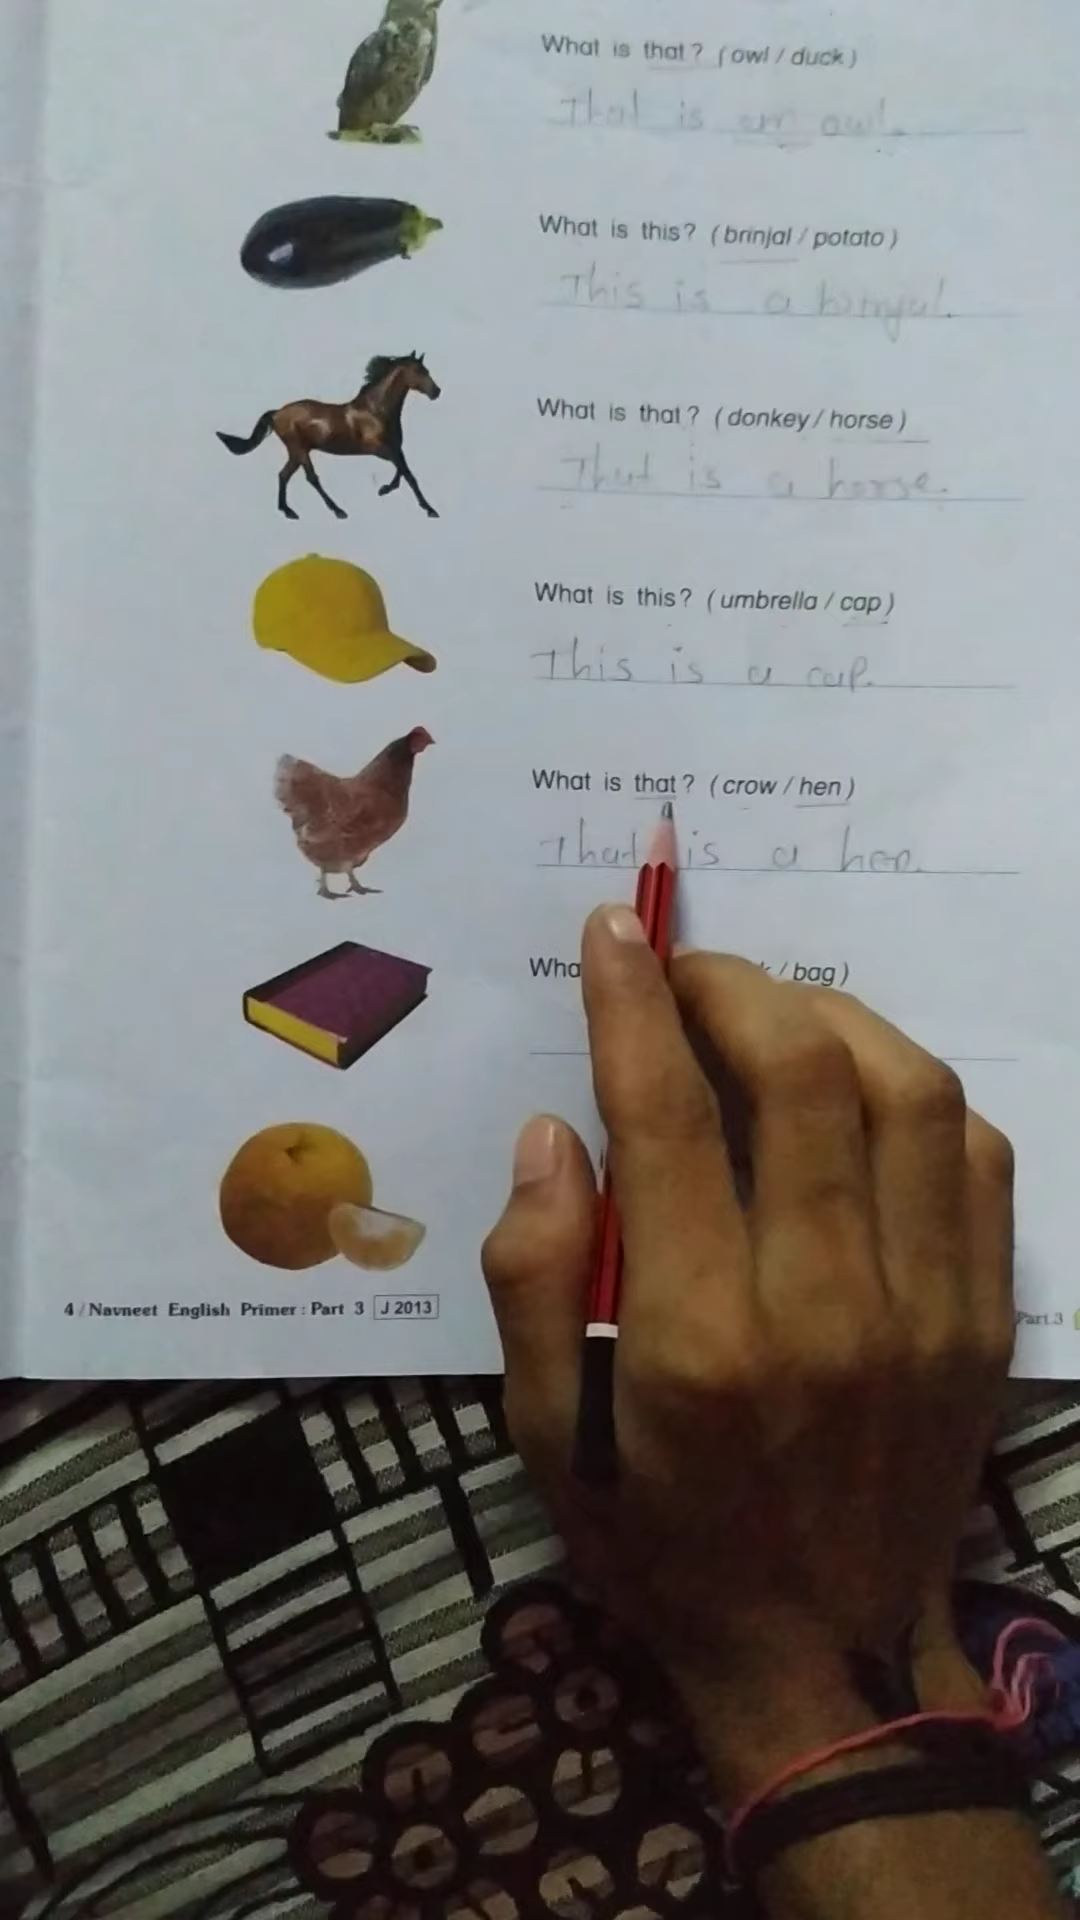 What is that? (owl / duck)
That is an owl.
What is this? (brinjal / potato)
This is a brinjal.
What is that? (donkey / horse)
That is a horse.
What is this? (umbrella / cap)
This is a cap.
What is that? (crow / hen)
That is a hen.
/ bag)
4 / Navneet English Primer : Part 3 J 2013
Part 3